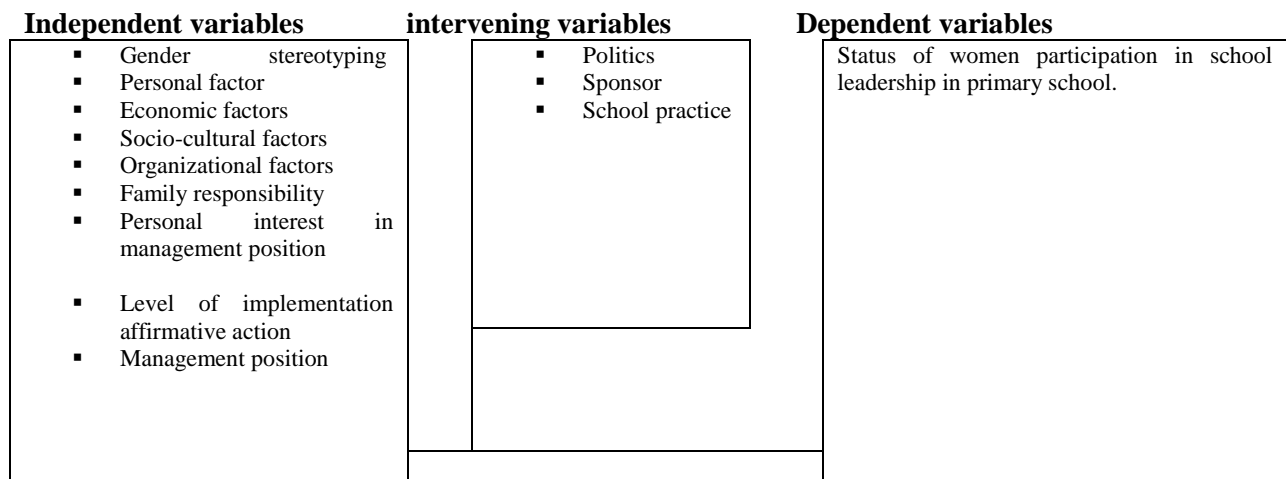 Independent variables intervening variables Dependent variables
▪ Gender stereotyping
▪ Personal factor
▪ Economic factors
▪ Socio-cultural factors
▪ Organizational factors
▪ Family responsibility
▪ Personal interest in
management position
▪ Level of implementation
affirmative action
▪ Management position
▪ Politics
▪ Sponsor
▪ School practice
Status of women participation in school
leadership in primary school.